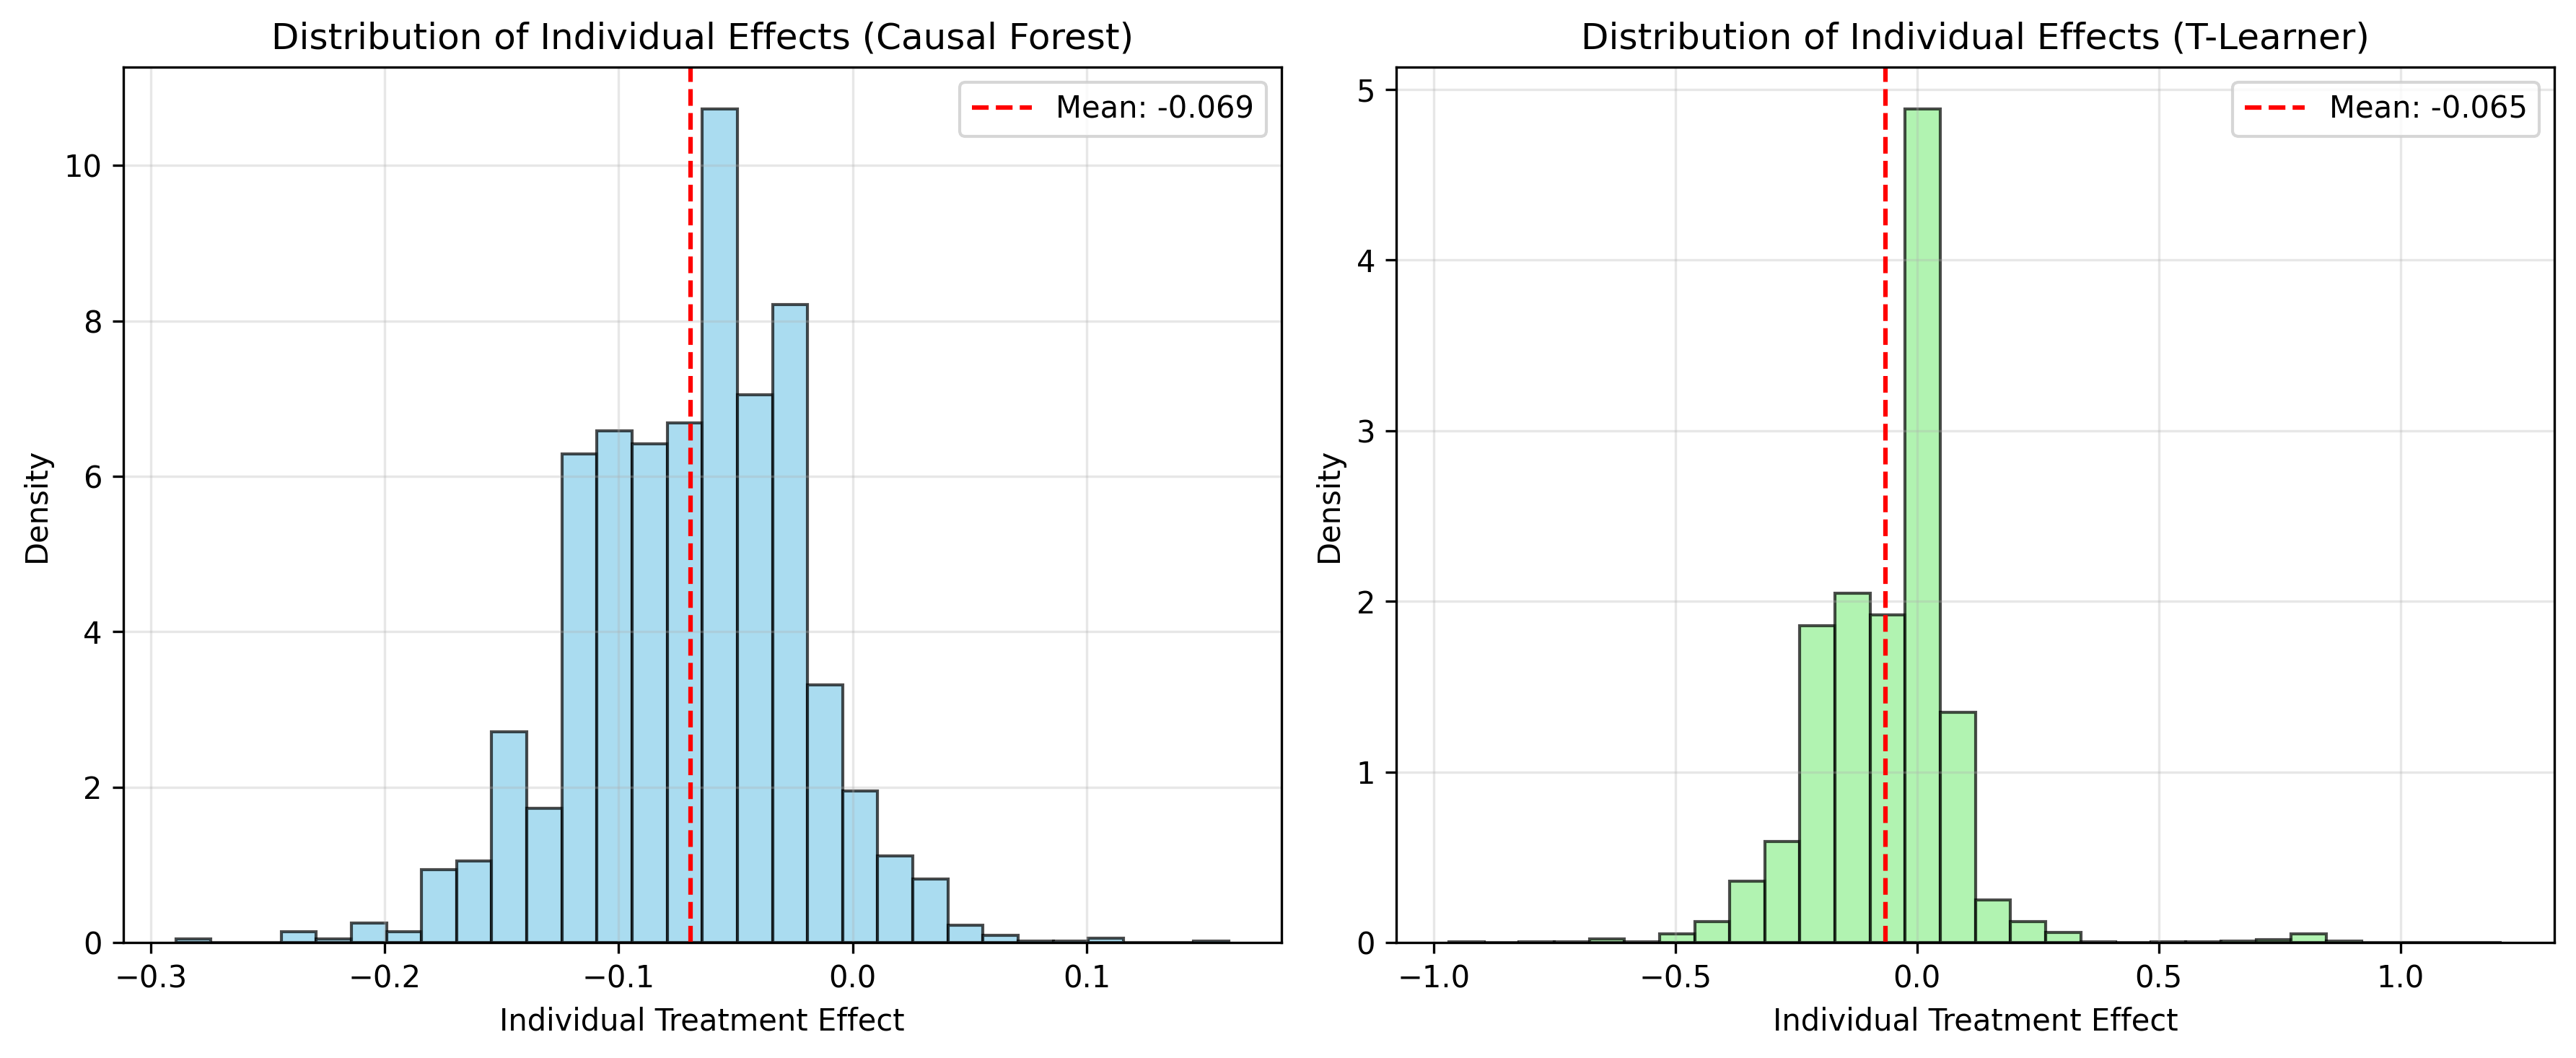 Distribution of Individual Effects (Causal Forest)
Mean: -0.069
10
8
6
4
2
0
Density
−0.3
−0.2
−0.1
0.0
0.1
Individual Treatment Effect
Distribution of Individual Effects (T-Learner)
Mean: -0.065
5
4
3
2
1
0
Density
−1.0
−0.5
0.0
0.5
1.0
Individual Treatment Effect